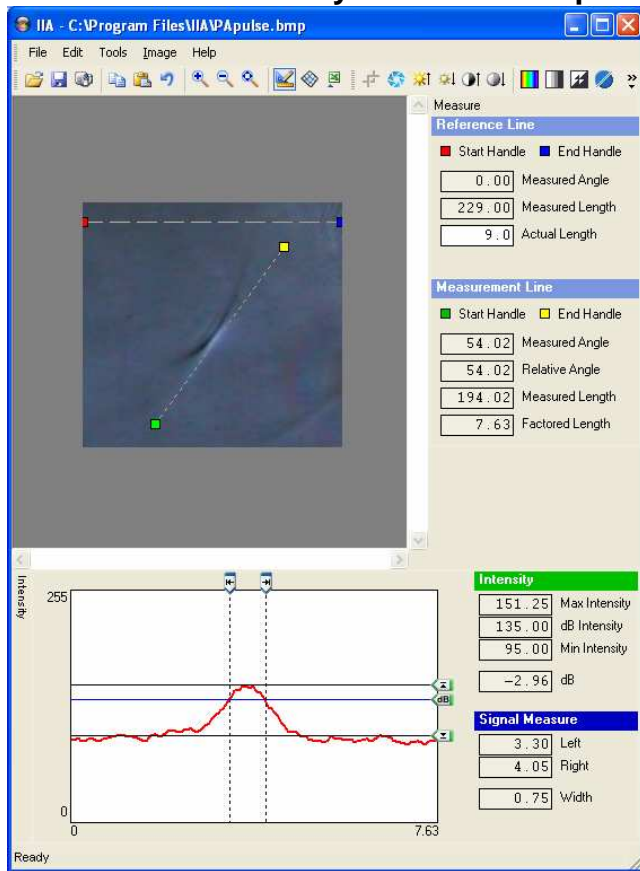 IIA - C:\Program Files\IIA\PApulse.bmp
File Edit Tools Image Help
Measure
Reference Line
Start Handle End Handle
0.00 Measured Angle
229.00 Measured Length
9.0 Actual Length
Measurement Line
Start Handle End Handle
54.02 Measured Angle
54.02 Relative Angle
194.02 Measured Length
7.63 Factored Length
Intensity
255
0
0 7.63
dB
Intensity
151.25 Max Intensity
135.00 dB Intensity
95.00 Min Intensity
-2.96 dB
Signal Measure
3.30 Left
4.05 Right
0.75 Width
Ready